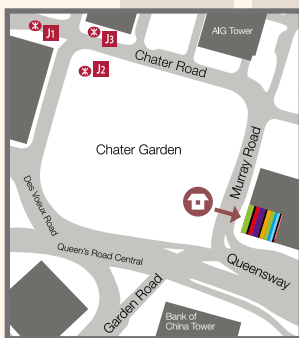 J1
J3
AIG Tower
J2
Chater Road
Chater Garden
Murray Road
Des Voeux Road
Queen's Road Central
Queensway
Garden Road
Bank of
China Tower